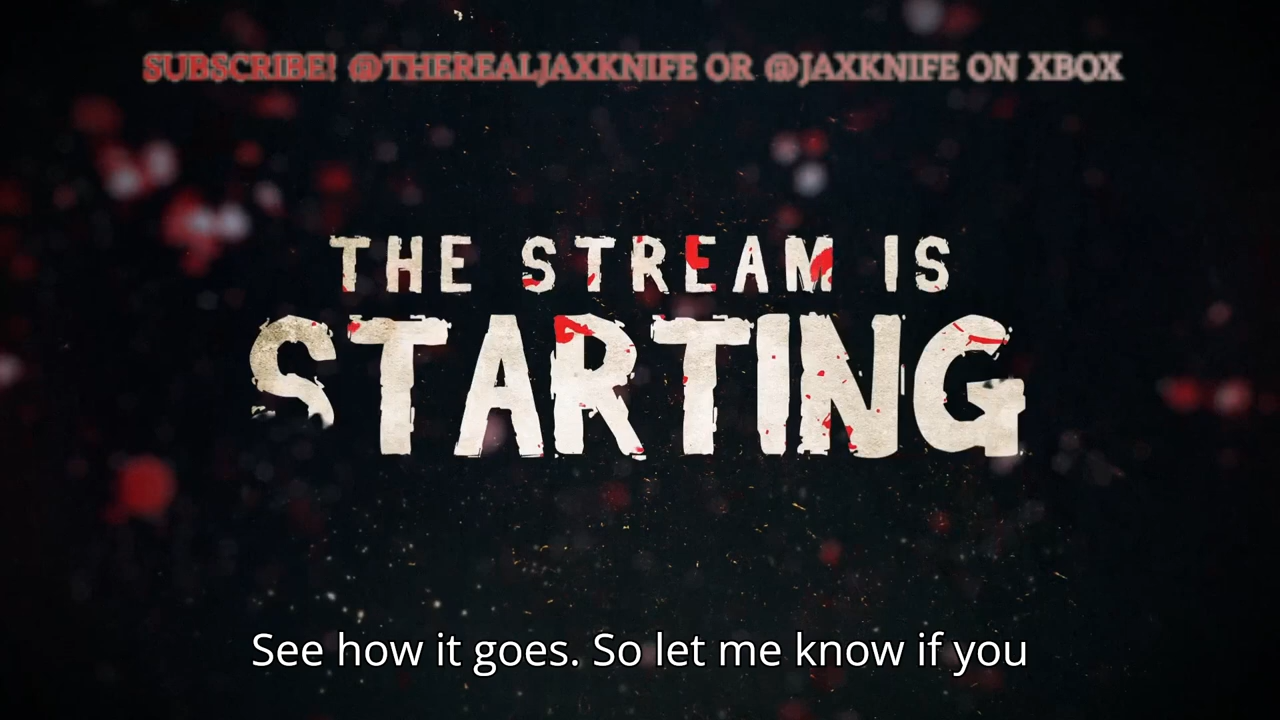 SUBSCRIBE! @THEREALJAXKNIFE OR @JAXKNIFE ON XBOX
THE STREAM IS
STARTING
See how it goes. So let me know if you